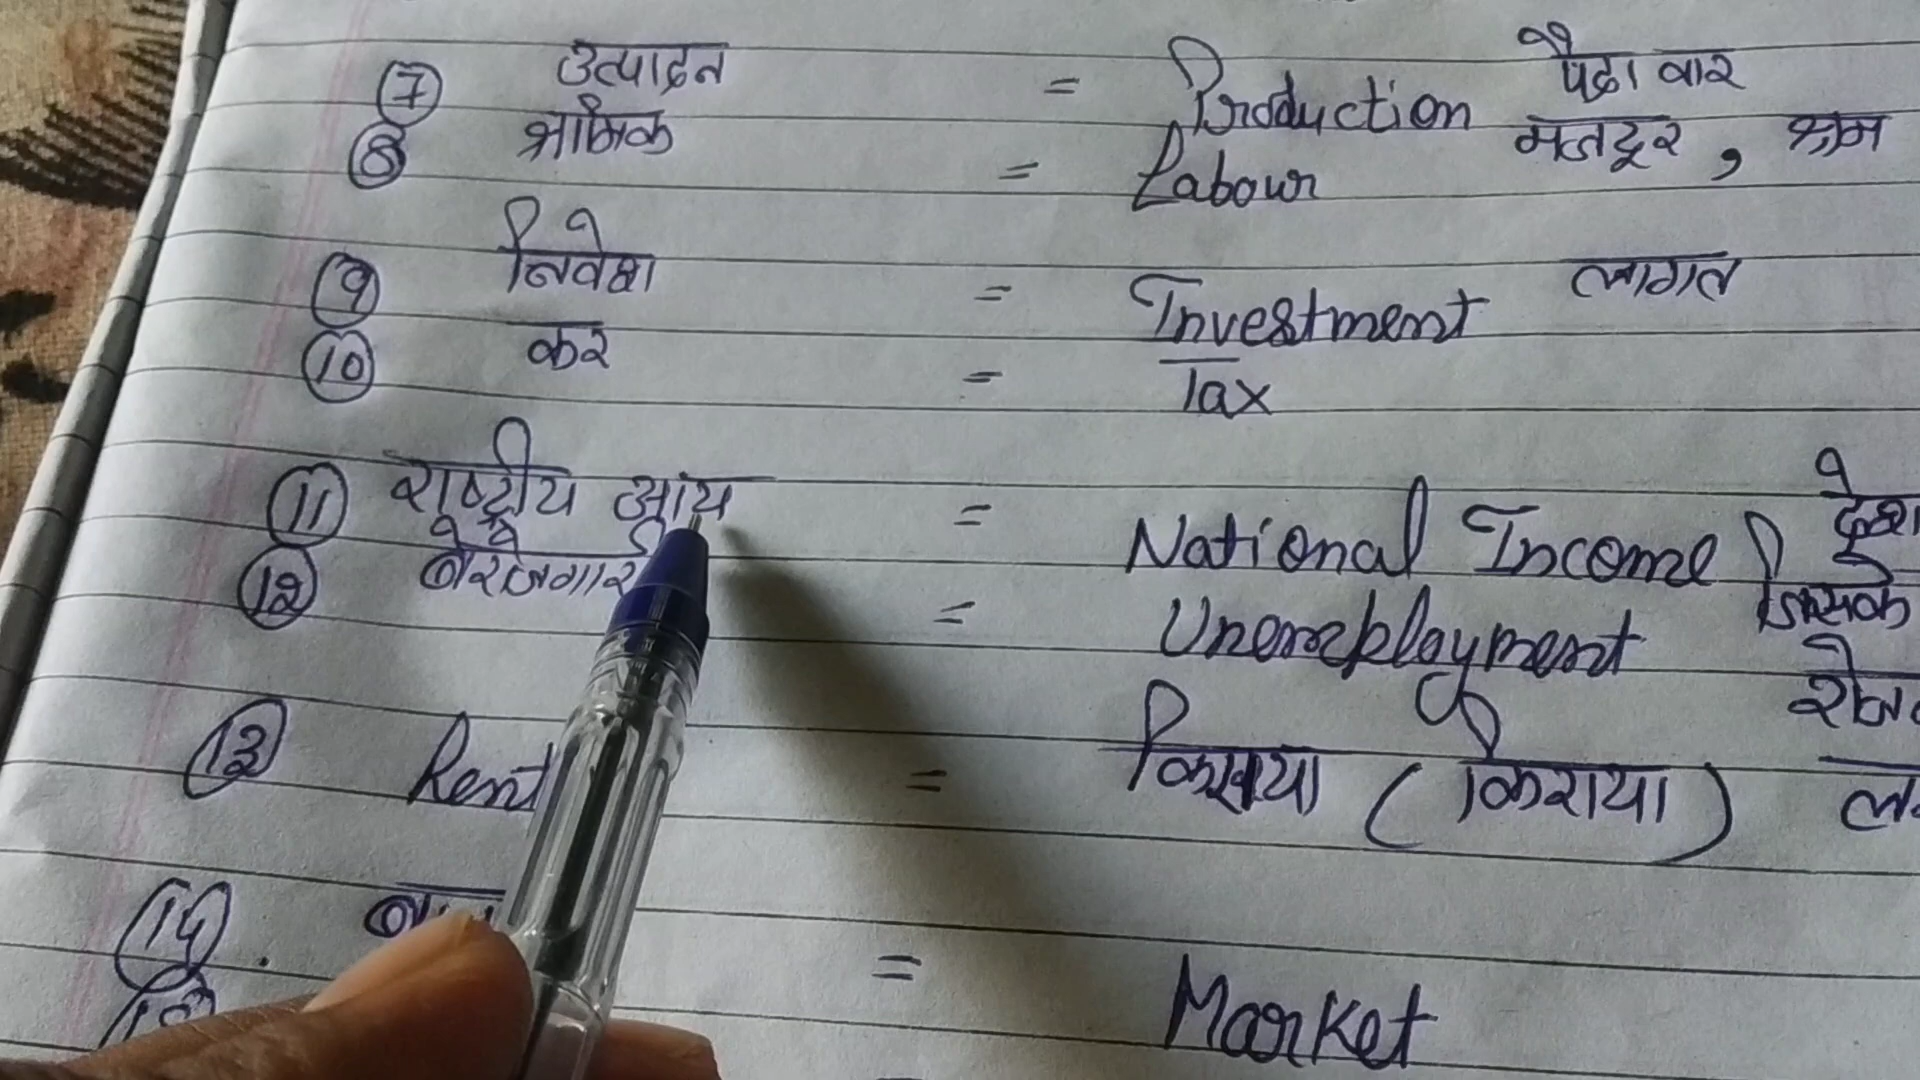 7 उत्पादन = Production पैदावार
8 श्रमिक = Labour मजदूर, श्रम
9 निवेश = Investment लागत
10 कर = Tax
11 राष्ट्रीय आय = National Income
12 बेरोजगारी = Unemployment
13 Rent = (किराया)
14 = Market